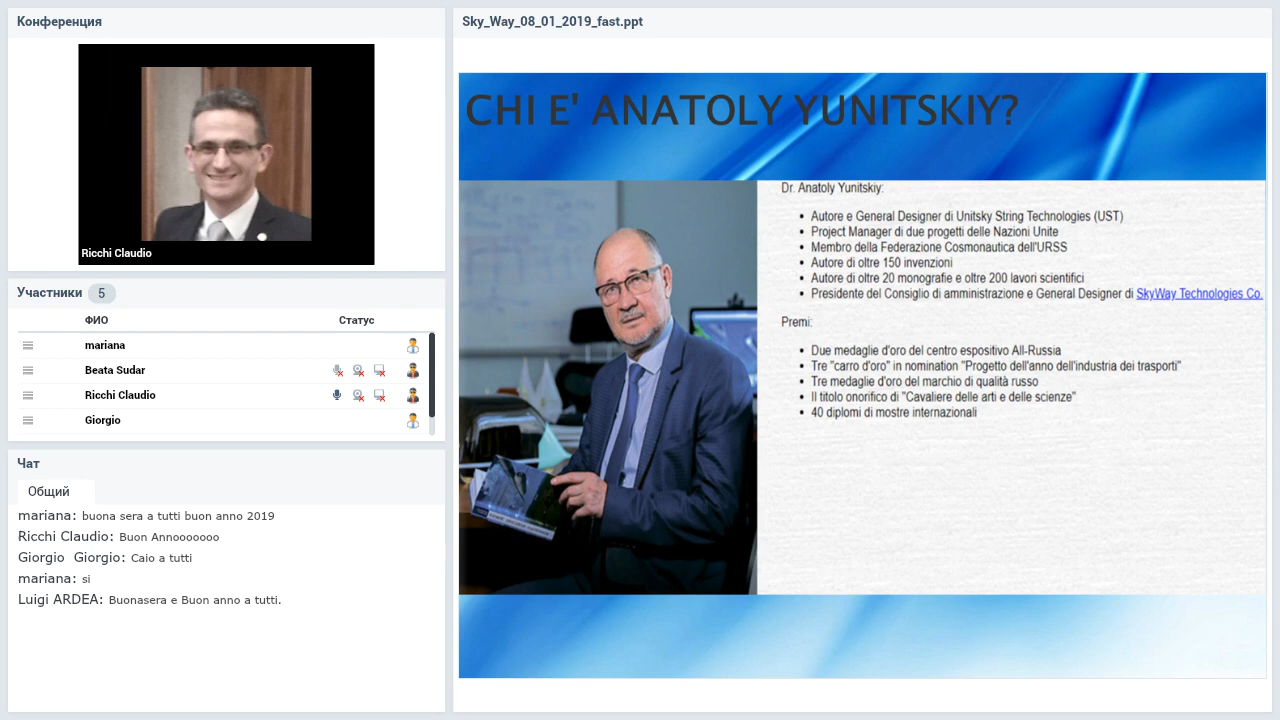 Конференция
Ricchi Claudio
Участники 5
ФИО Статус
mariana
Beata Sudar
Ricchi Claudio
Giorgio
Чат
Общий
mariana: buona sera a tutti buon anno 2019
Ricchi Claudio: Buon Annooooooo
Giorgio Giorgio: Caio a tutti
mariana: si
Luigi ARDEA: Buonasera e Buon anno a tutti.
Sky_Way_08_01_2019_fast.ppt
CHI E' ANATOLY YUNITSKIY?
Dr. Anatoly Yunitskiy:
• Autore e General Designer di Unitsky String Technologies (UST)
• Project Manager di due progetti delle Nazioni Unite
• Membro della Federazione Cosmonautica dell'URSS
• Autore di oltre 150 invenzioni
• Autore di oltre 20 monografie e oltre 200 lavori scientifici
• Presidente del Consiglio di amministrazione e General Designer di SkyWay Technologies Co.
Premi:
• Due medaglie d'oro del centro espositivo All-Russia
• Tre "carro d'oro" in nomination "Progetto dell'anno dell'industria dei trasporti"
• Tre medaglie d'oro del marchio di qualità russo
• Il titolo onorifico di "Cavaliere delle arti e delle scienze"
• 40 diplomi di mostre internazionali